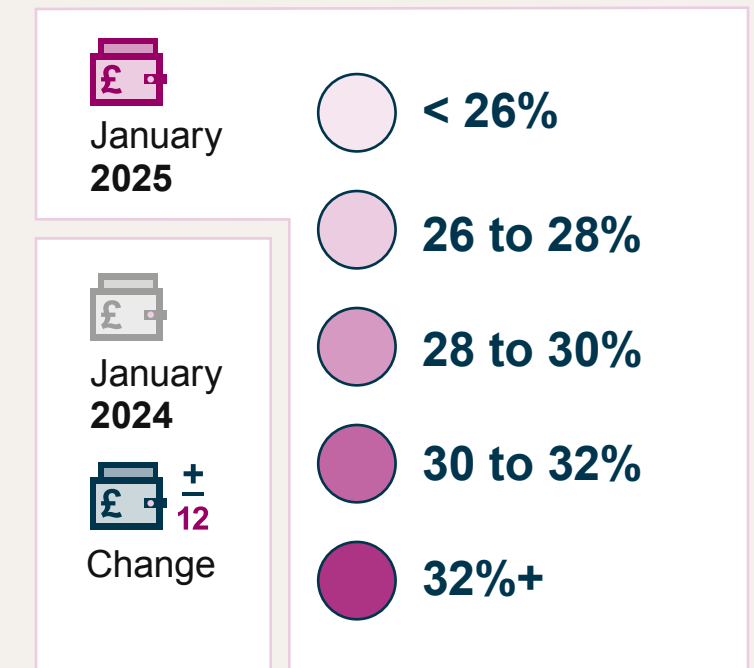 £
January
2025
< 26%
26 to 28%
28 to 30%
30 to 32%
32%+
£
January
2024
£ +
12
Change